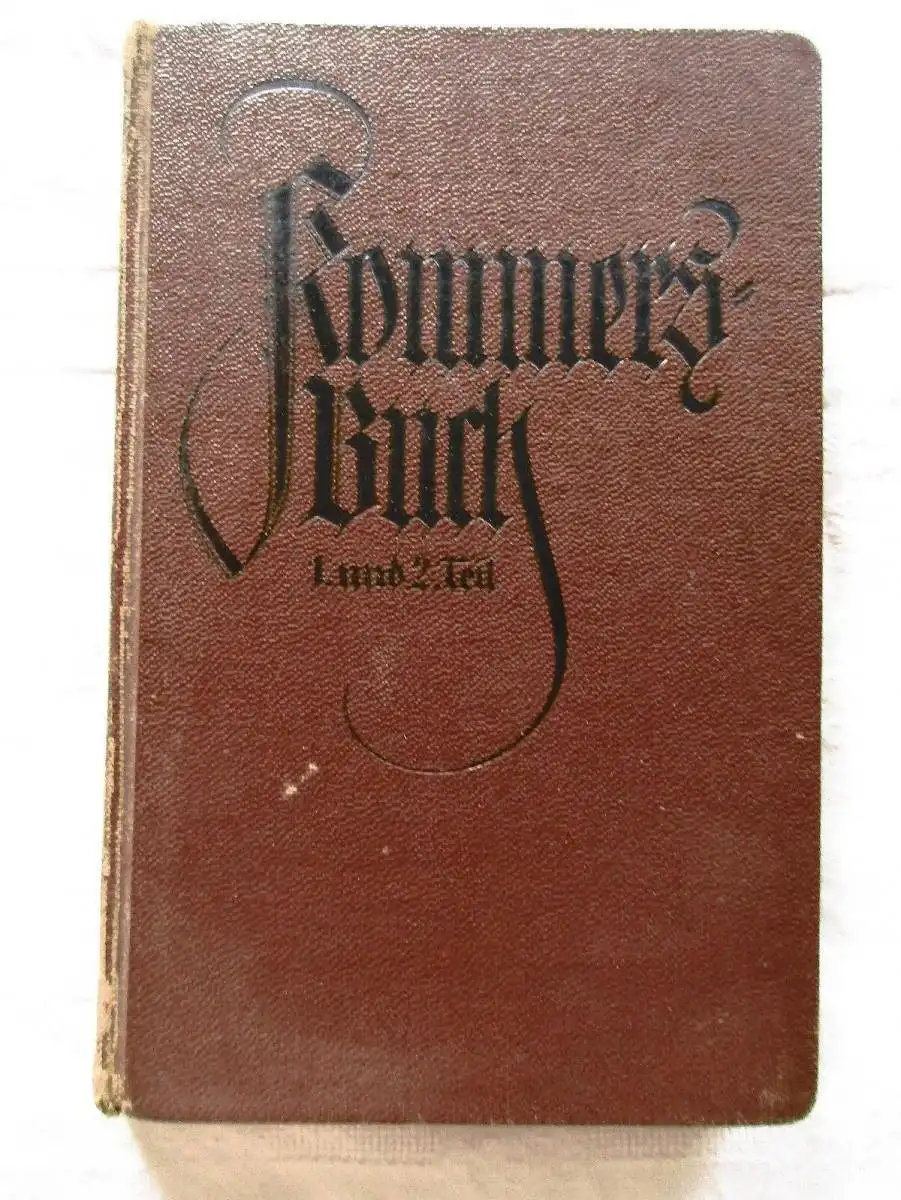 Kommers-
Buch
1. und 2. Teil